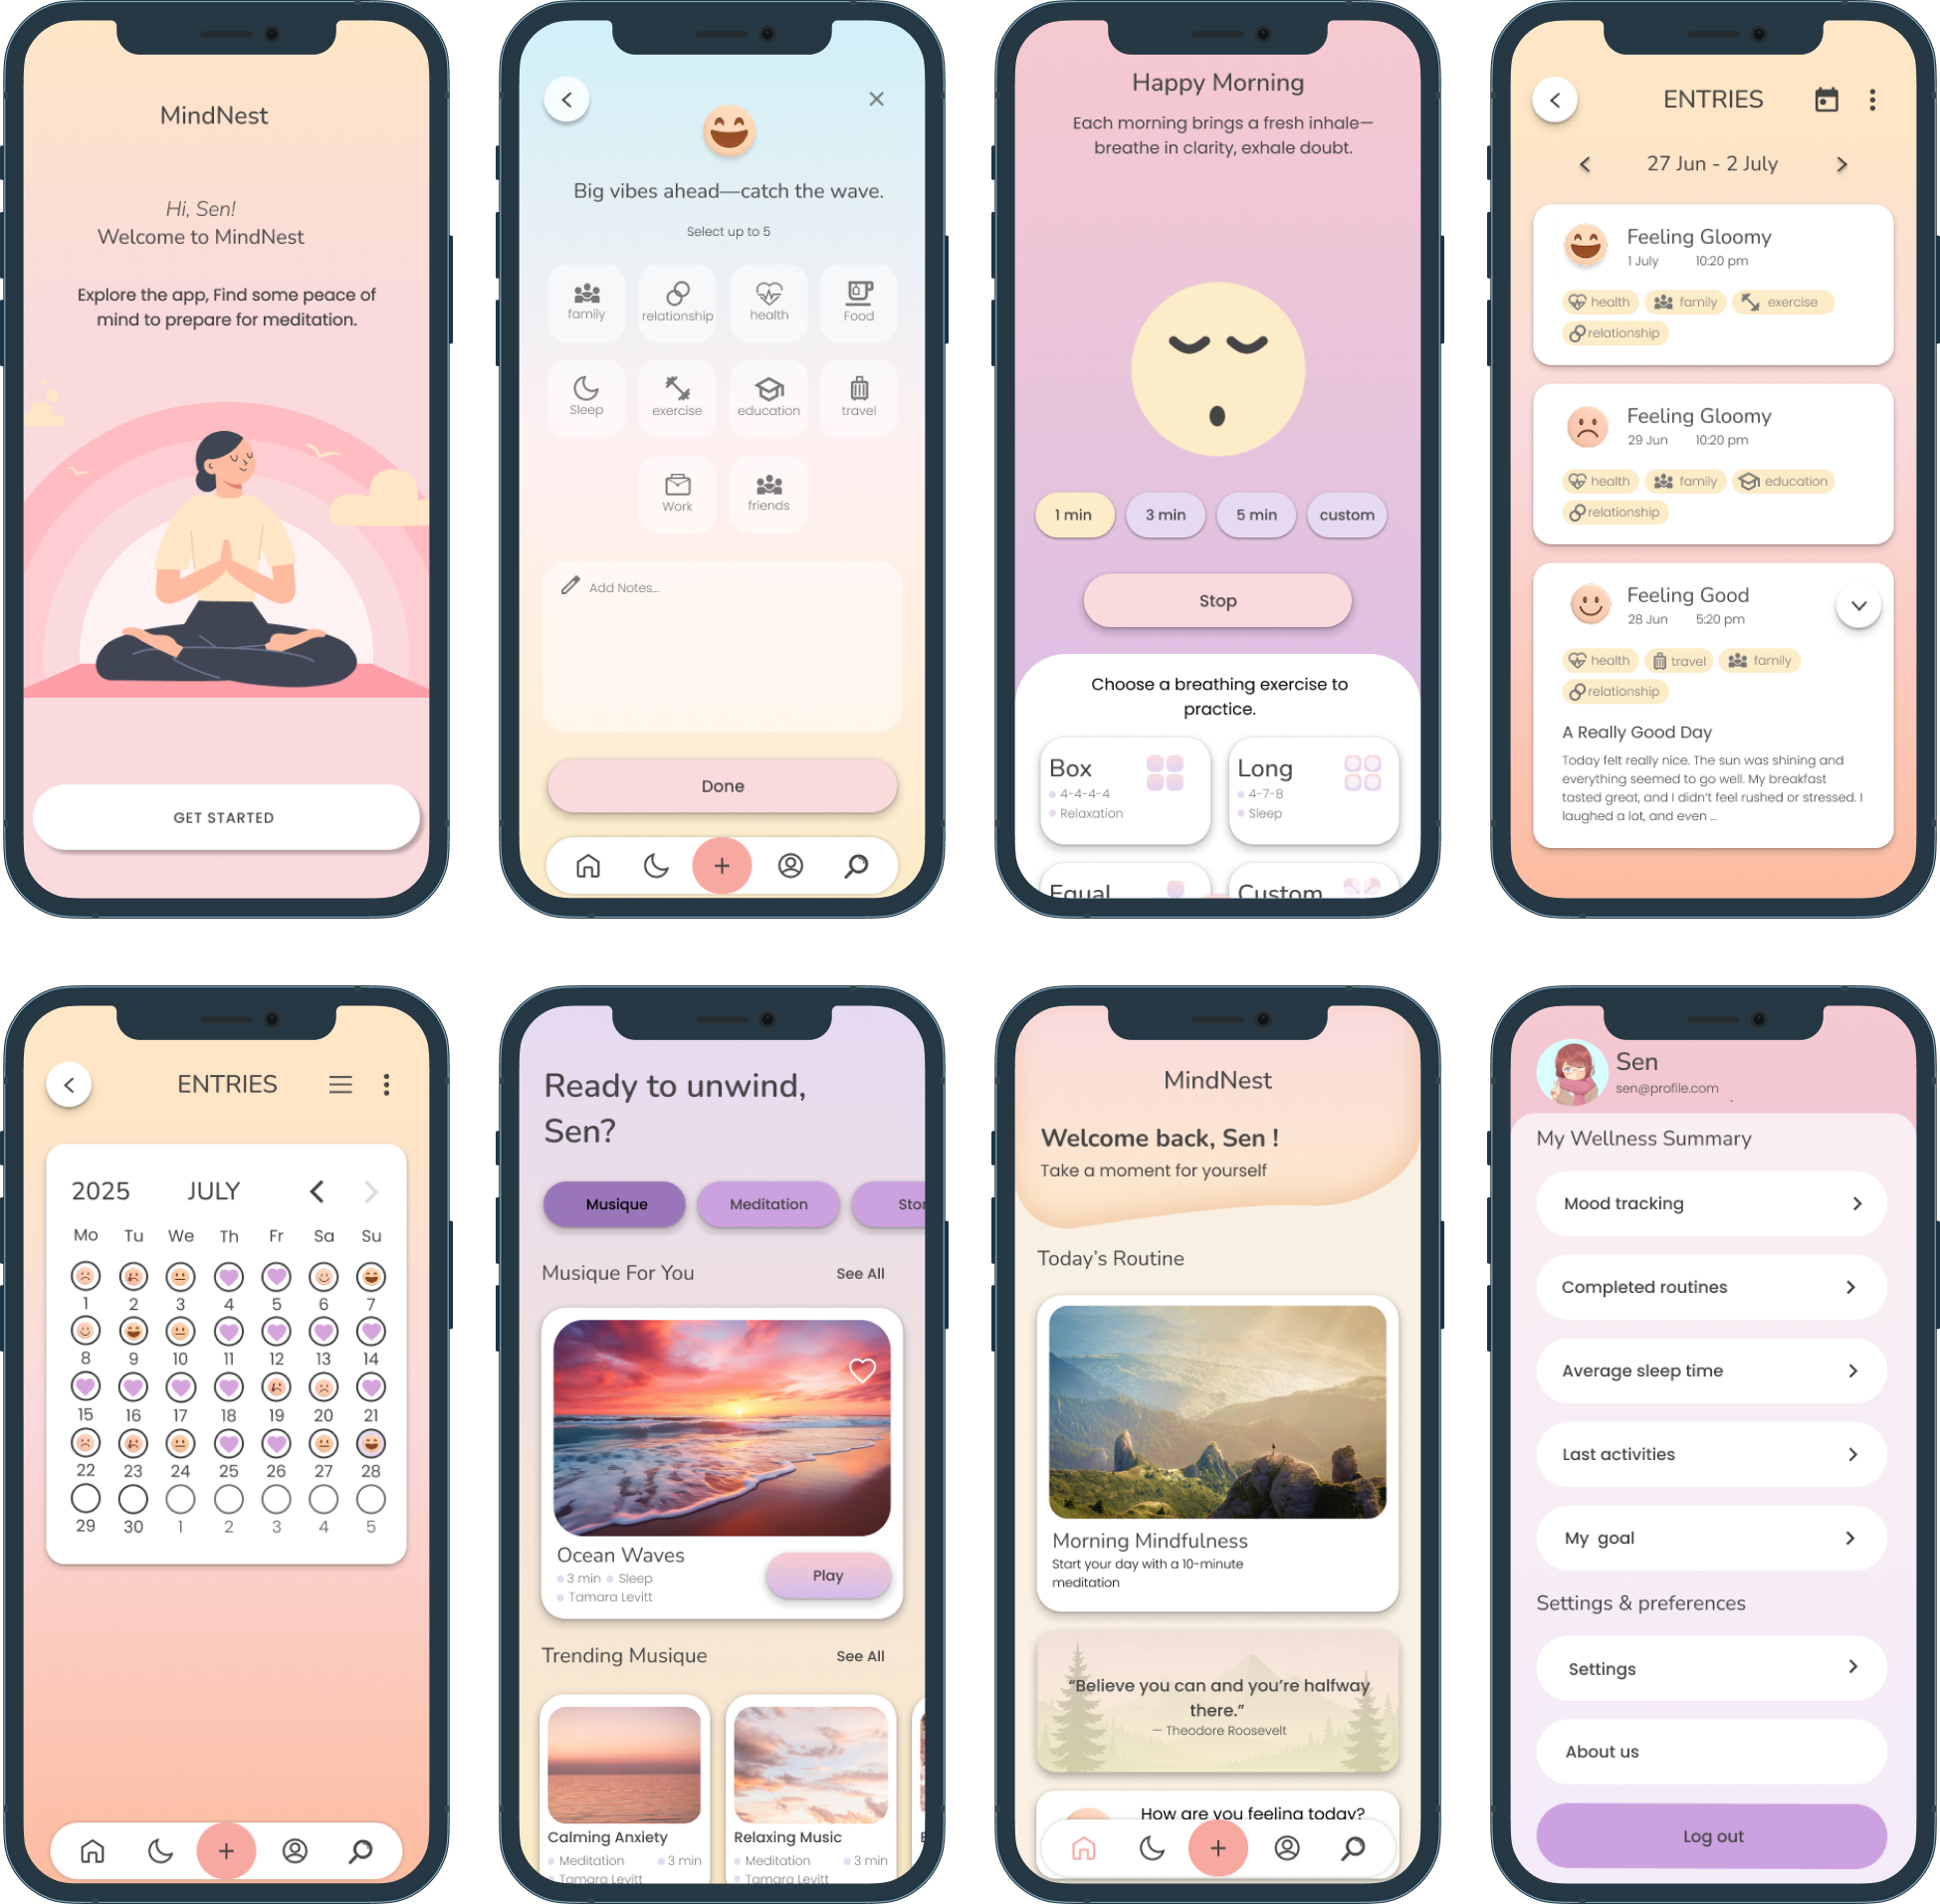 MindNest
Hi, Sen!
Welcome to MindNest
Explore the app, Find some peace of
mind to prepare for meditation.
GET STARTED
Big vibes ahead—catch the wave.
Select up to 5
family relationship health Food
Sleep exercise education travel
Work friends
Add Notes...
Done
Happy Morning
Each morning brings a fresh inhale—
breathe in clarity, exhale doubt.
1 min 3 min 5 min custom
Stop
Choose a breathing exercise to
practice.
Box
4-4-4-4
Relaxation
Long
4-7-8
Sleep
Equal Custom
ENTRIES
27 Jun - 2 July
Feeling Gloomy
1 July 10:20 pm
health family exercise
relationship
Feeling Gloomy
29 Jun 10:20 pm
health family education
relationship
Feeling Good
28 Jun 5:20 pm
health travel family
relationship
A Really Good Day
Today felt really nice. The sun was shining and
everything seemed to go well. My breakfast
tasted great, and I didn't feel rushed or stressed. I
laughed a lot, and even ...
ENTRIES
2025 JULY
Mo Tu We Th Fr Sa Su
1 2 3 4 5 6 7
8 9 10 11 12 13 14
15 16 17 18 19 20 21
22 23 24 25 26 27 28
29 30 1 2 3 4 5
Ready to unwind,
Sen?
Musique Meditation
Musique For You See All
Ocean Waves
3 min Sleep
Tamara Levitt
Play
Trending Musique See All
Calming Anxiety
Meditation 3 min
Tamara Levitt
Relaxing Music
Meditation 3 min
Tamara Levitt
MindNest
Welcome back, Sen !
Take a moment for yourself
Today's Routine
Morning Mindfulness
Start your day with a 10-minute
meditation
“Believe you can and you're halfway
there.”
— Theodore Roosevelt
How are you feeling today?
Sen
sen@profile.com
My Wellness Summary
Mood tracking
Completed routines
Average sleep time
Last activities
My goal
Settings & preferences
Settings
About us
Log out